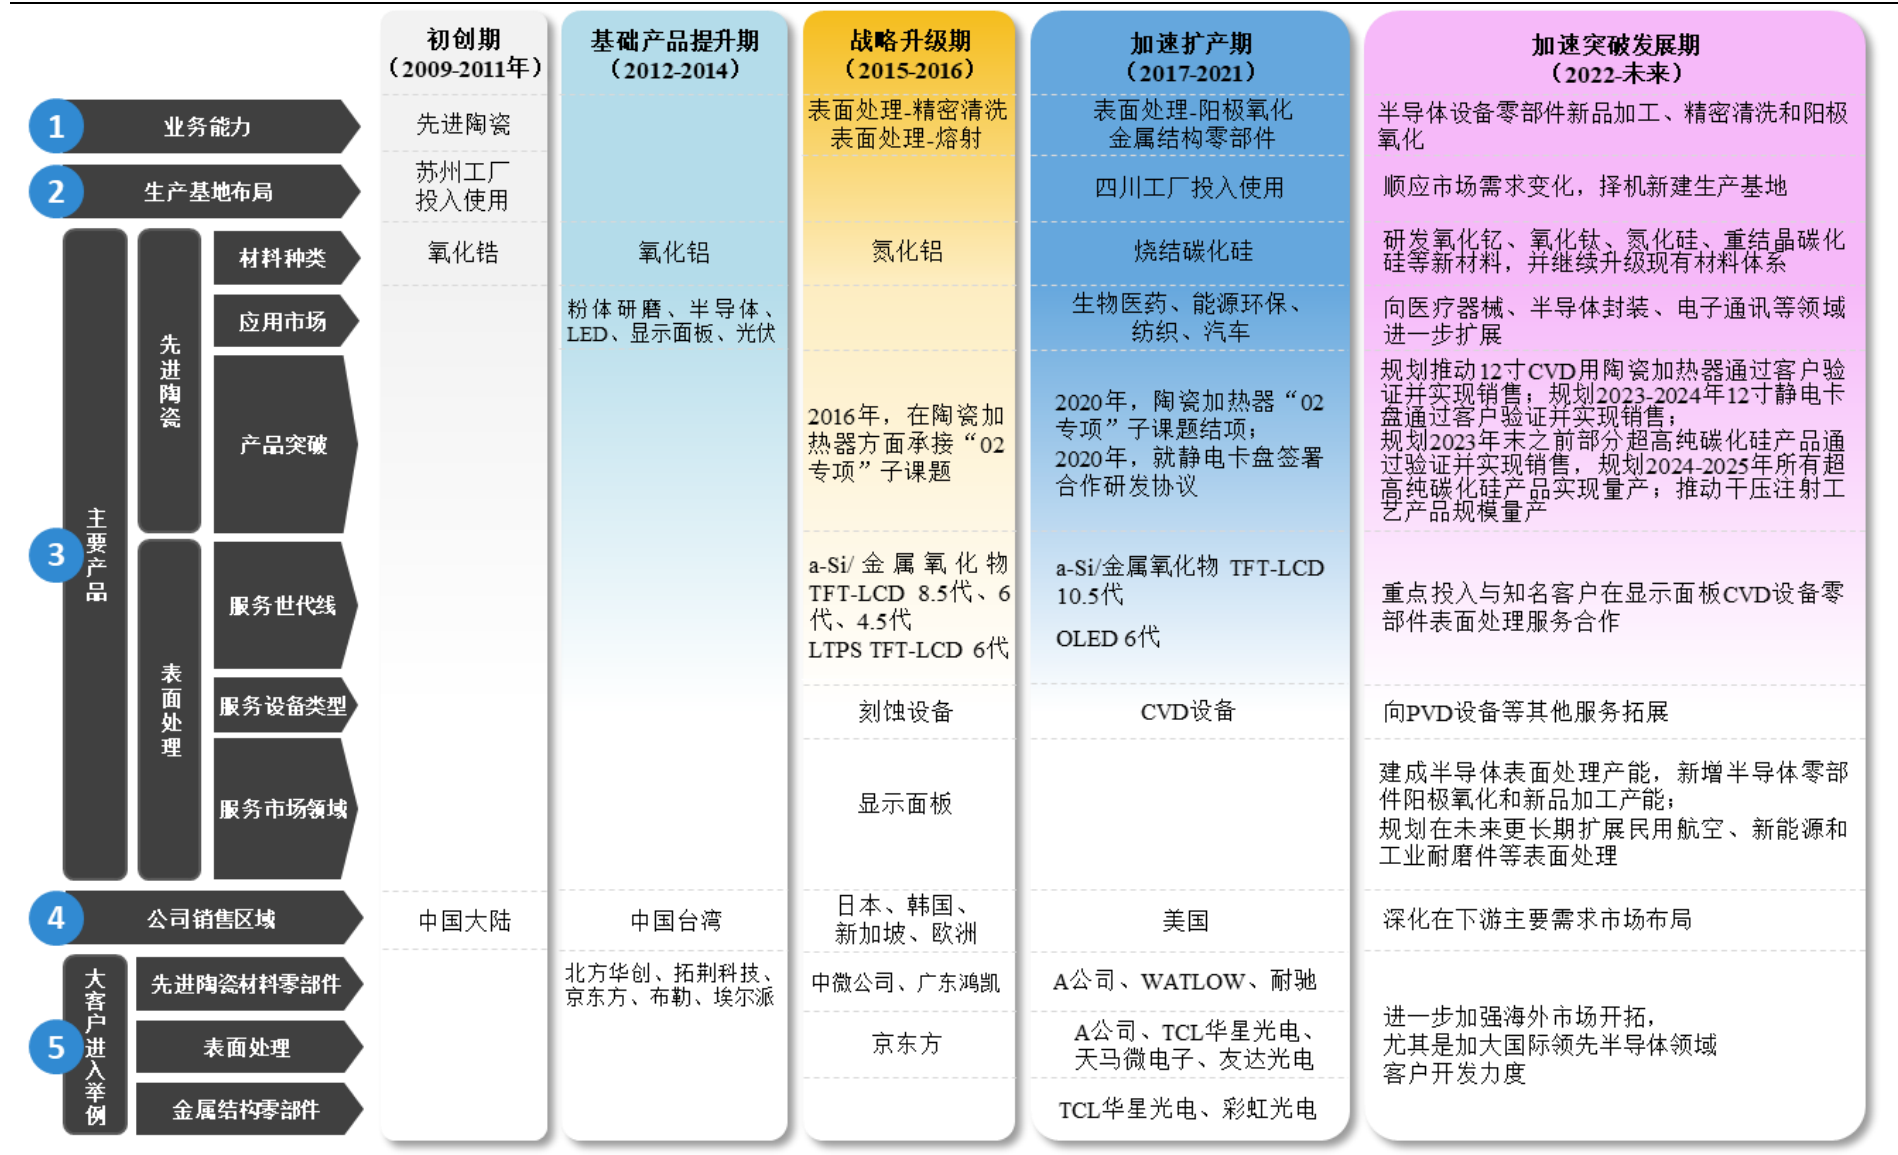 初创期
（2009-2011年）
基础产品提升期
（2012-2014）
战略升级期
（2015-2016）
加速扩产期
（2017-2021）
加速突破发展期
（2022-未来）
1
业务能力
先进陶瓷
表面处理-精密清洗
表面处理-熔射
表面处理-阳极氧化
金属结构零部件
半导体设备零部件新品加工、精密清洗和阳极
氧化
2
生产基地布局
苏州工厂
投入使用
四川工厂投入使用
顺应市场需求变化，择机新建生产基地
3
主要产品
先进陶瓷
材料种类
氧化锆
氧化铝
氮化铝
烧结碳化硅
研发氧化钇、氧化钛、氮化硅、重结晶碳化
硅等新材料，并继续升级现有材料体系
应用市场
粉体研磨、半导体、
LED、显示面板、光伏
生物医药、能源环保、
纺织、汽车
向医疗器械、半导体封装、电子通讯等领域
进一步扩展
产品突破
2016年，在陶瓷加
热器方面承接“02
专项”子课题
2020年，陶瓷加热器“02
专项”子课题结项；
2020年，就静电卡盘签署
合作研发协议
规划推动12寸CVD用陶瓷加热器通过客户验
证并实现销售；规划2023-2024年12寸静电卡
盘通过客户验证并实现销售；
规划2023年末之前部分超高纯碳化硅产品通
过验证并实现销售，规划2024-2025年所有超
高纯碳化硅产品实现量产；推动干压注射工
艺产品规模量产
表面处理
服务世代线
a-Si/金属氧化物
TFT-LCD 8.5代、6
代、4.5代
LTPS TFT-LCD 6代
a-Si/金属氧化物 TFT-LCD
10.5代
OLED 6代
重点投入与知名客户在显示面板CVD设备零
部件表面处理服务合作
服务设备类型
刻蚀设备
CVD设备
向PVD设备等其他服务拓展
服务市场领域
显示面板
建成半导体表面处理产能，新增半导体零部
件阳极氧化和新品加工产能；
规划在未来更长期扩展民用航空、新能源和
工业耐磨件等表面处理
4
公司销售区域
中国大陆
中国台湾
日本、韩国、
新加坡、欧洲
美国
深化在下游主要需求市场布局
5
大客户进入举例
先进陶瓷材料零部件
北方华创、拓荆科技、
京东方、布勒、埃尔派
中微公司、广东鸿凯
A公司、WATLOW、耐驰
进一步加强海外市场开拓，
尤其是加大国际领先半导体领域
客户开发力度
表面处理
京东方
A公司、TCL华星光电、
天马微电子、友达光电
金属结构零部件
TCL华星光电、彩虹光电